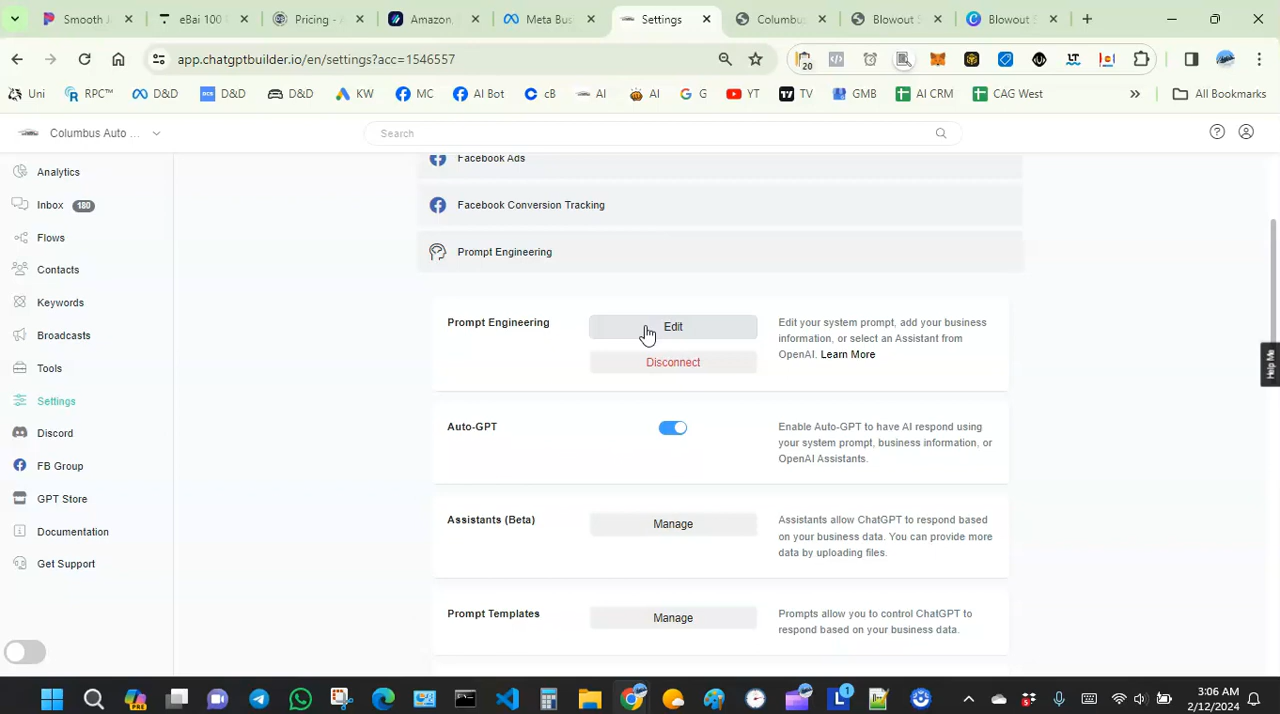 Smooth J
eBai 100 F
Pricing - A
Amazon.
Meta Bus
Settings
Columbus
Blowout S
Blowout S
app.chatgptbuilder.io/en/settings?acc=1546557
20
Uni
RPC™
D&D
D&D
D&D
KW
MC
AI Bot
cB
AI
AI
G
YT
TV
GMB
AI CRM
CAG West
»
All Bookmarks
Columbus Auto ...
Search
Analytics
Inbox 180
Flows
Contacts
Keywords
Broadcasts
Tools
Settings
Discord
FB Group
GPT Store
Documentation
Get Support
Facebook Ads
Facebook Conversion Tracking
Prompt Engineering
Prompt Engineering
Edit
Disconnect
Edit your system prompt, add your business
information, or select an Assistant from
OpenAI. Learn More
Auto-GPT
Enable Auto-GPT to have AI respond using
your system prompt, business information, or
OpenAI Assistants.
Assistants (Beta)
Manage
Assistants allow ChatGPT to respond based
on your business data. You can provide more
data by uploading files.
Prompt Templates
Manage
Prompts allow you to control ChatGPT to
respond based on your business data.
Help Me
3:06 AM
2/12/2024